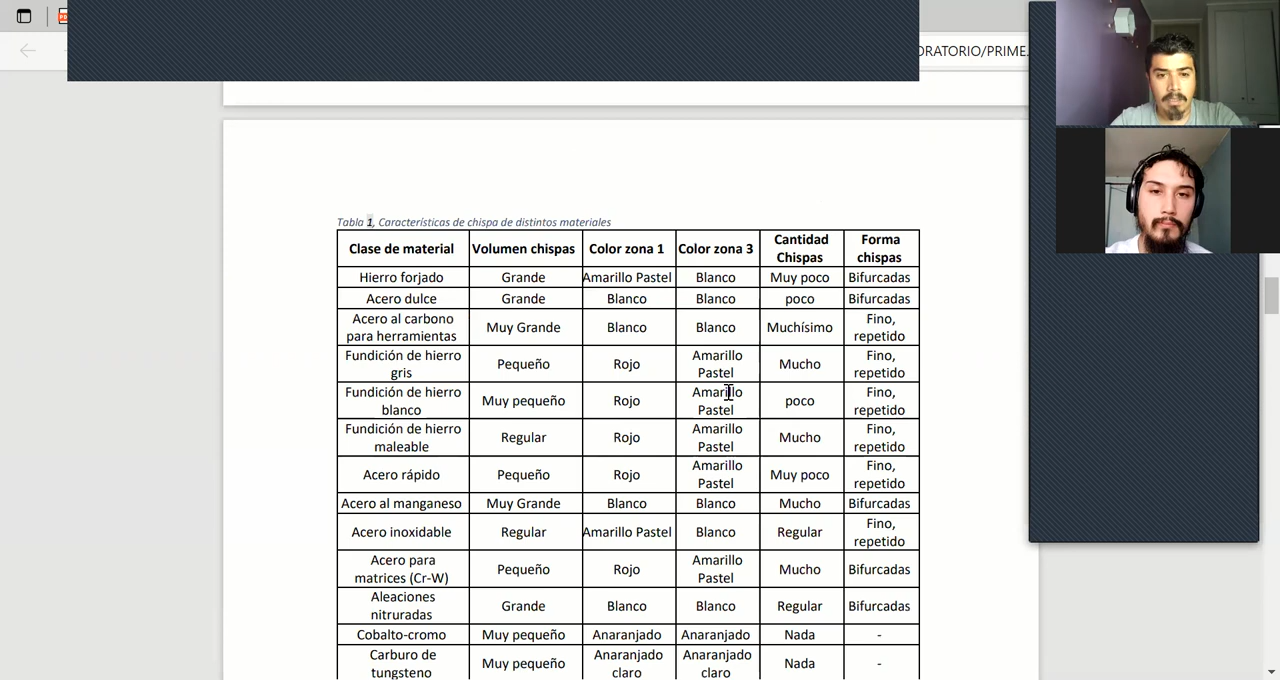 ORATORIO/PRIME.
Tabla 1, Características de chispa de distintos materiales
Clase de material Volumen chispas Color zona 1 Color zona 3 Cantidad Chispas Forma chispas
Hierro forjado Grande Amarillo Pastel Blanco Muy poco Bifurcadas
Acero dulce Grande Blanco Blanco poco Bifurcadas
Acero al carbono para herramientas Muy Grande Blanco Blanco Muchísimo Fino, repetido
Fundición de hierro gris Pequeño Rojo Amarillo Pastel Mucho Fino, repetido
Fundición de hierro blanco Muy pequeño Rojo Amarillo Pastel poco Fino, repetido
Fundición de hierro maleable Regular Rojo Amarillo Pastel Mucho Fino, repetido
Acero rápido Pequeño Rojo Amarillo Pastel Muy poco Fino, repetido
Acero al manganeso Muy Grande Blanco Blanco Mucho Bifurcadas
Acero inoxidable Regular Amarillo Pastel Blanco Regular Fino, repetido
Acero para matrices (Cr-W) Pequeño Rojo Amarillo Pastel Mucho Bifurcadas
Aleaciones nitruradas Grande Blanco Blanco Regular Bifurcadas
Cobalto-cromo Muy pequeño Anaranjado Anaranjado Nada -
Carburo de tungsteno Muy pequeño Anaranjado claro Anaranjado claro Nada -